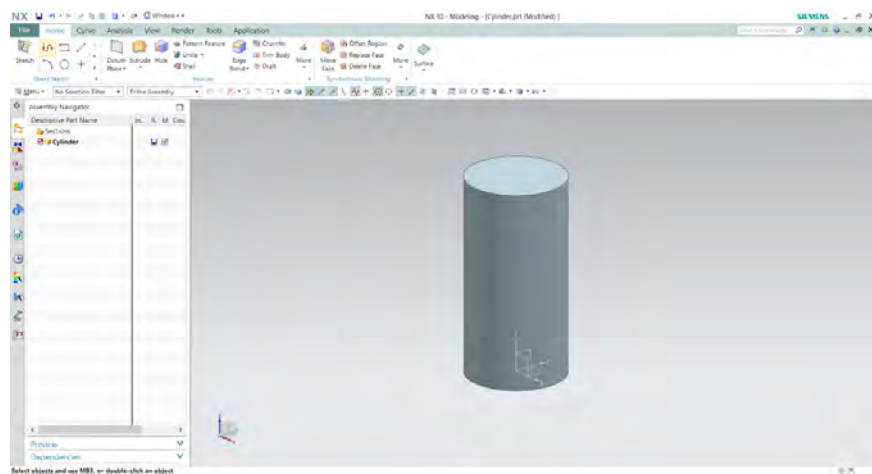 NX Window
NX 10 - Modeling - [Cylinder.prt (Modified) ]
SIEMENS
File Home Curve Analysis View Render Tools Application
Sketch
Datum Plane
Extrude
Hole
Pattern Feature
Unite
Shell
Edge Blend
Chamfer
Trim Body
Draft
More
Move Face
Offset Region
Replace Face
Delete Face
More
Surface
Direct Sketch
Feature
Synchronous Modeling
Menu No Selection Filter Entire Assembly
Assembly Navigator
Descriptive Part Name
Sections
Cylinder
Preview
Dependencies
Select objects and use MB3, or double-click an object